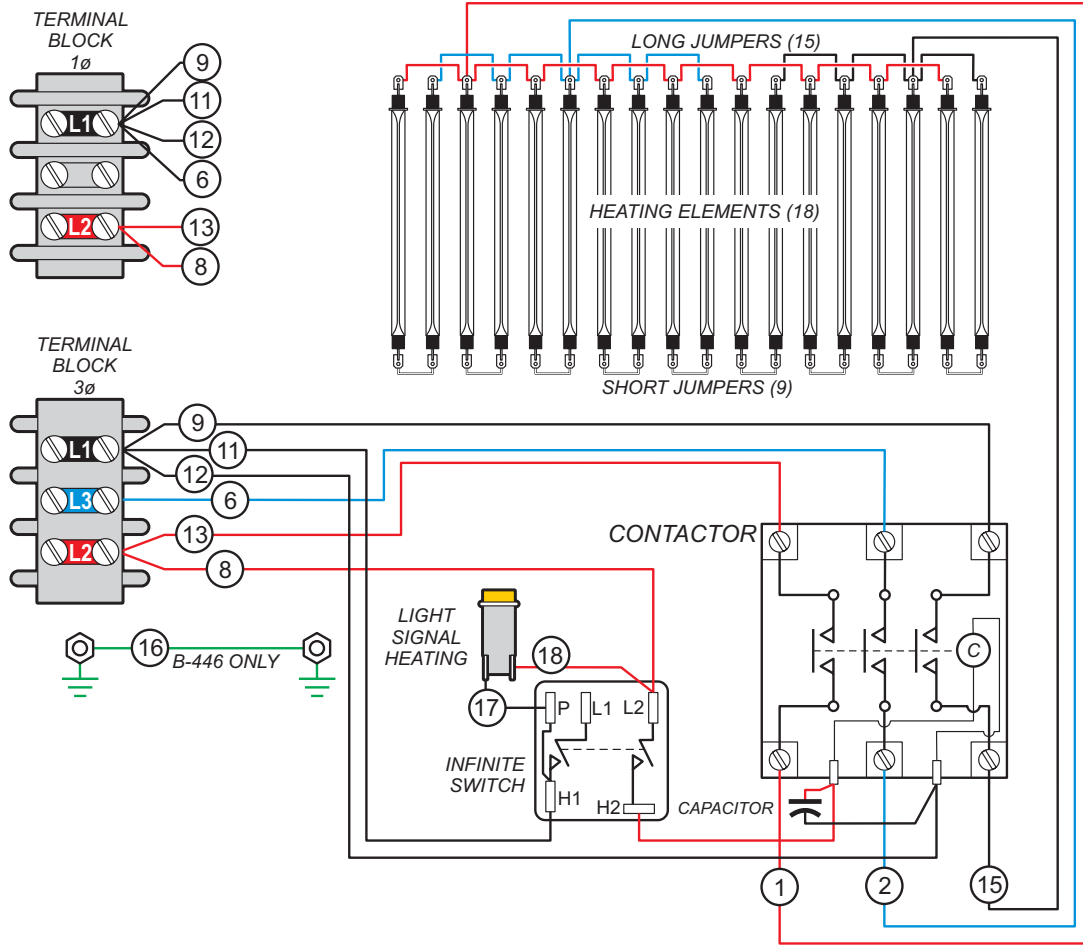 TERMINAL
BLOCK
1ø
9
11
L1
12
6
L2
13
8
LONG JUMPERS (15)
HEATING ELEMENTS (18)
SHORT JUMPERS (9)
TERMINAL
BLOCK
3ø
9
L1
11
12
L3
6
13
L2
8
CONTACTOR
C
16
B-446 ONLY
LIGHT
SIGNAL
HEATING
18
17
P
L1
L2
INFINITE
SWITCH
H1
H2
CAPACITOR
1
2
15